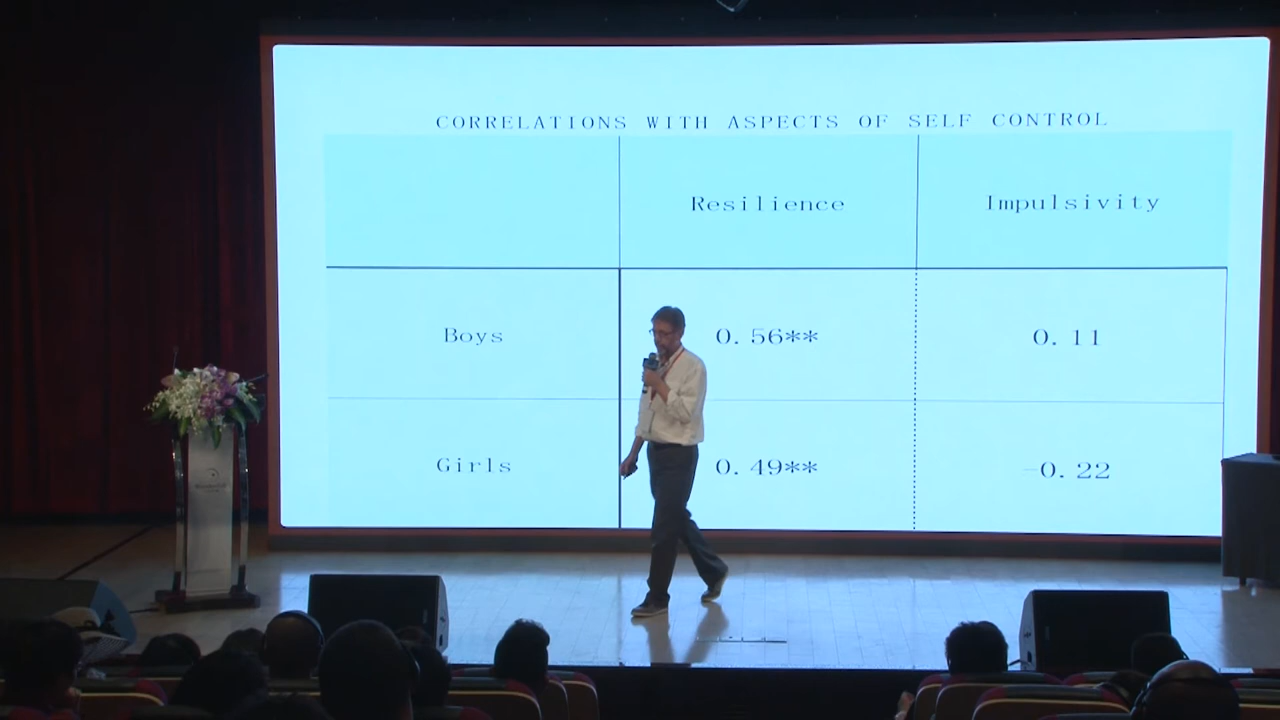 CORRELATIONS WITH ASPECTS OF SELF CONTROL
Resilience Impulsivity
Boys 0.56** 0.11
Girls 0.49** -0.22